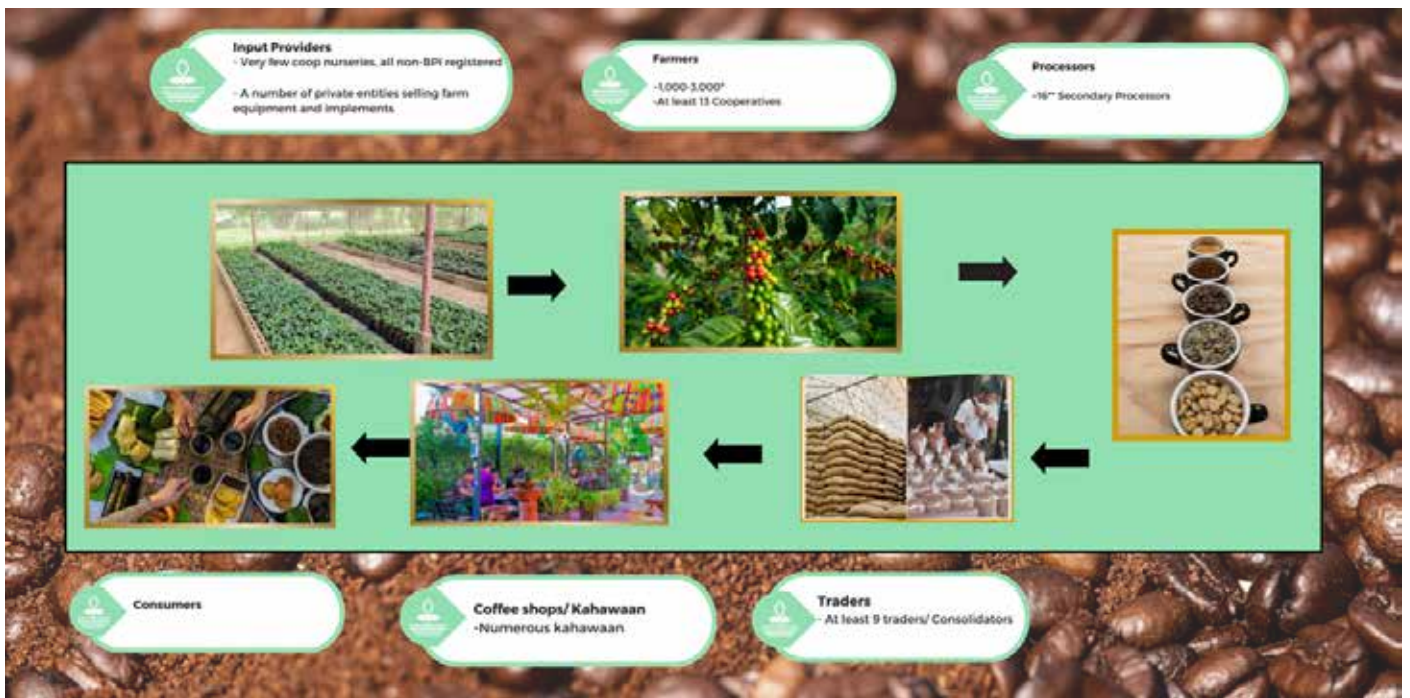 Input Providers
- Very few coop nurseries, all non-BPI registered
- A number of private entities selling farm
equipment and implements
Farmers
-1,000-3,000*
-At least 13 Cooperatives
Processors
-16** Secondary Processors
Consumers
Coffee shops/ Kahawaan
-Numerous kahawaan
Traders
- At least 9 traders/ Consolidators